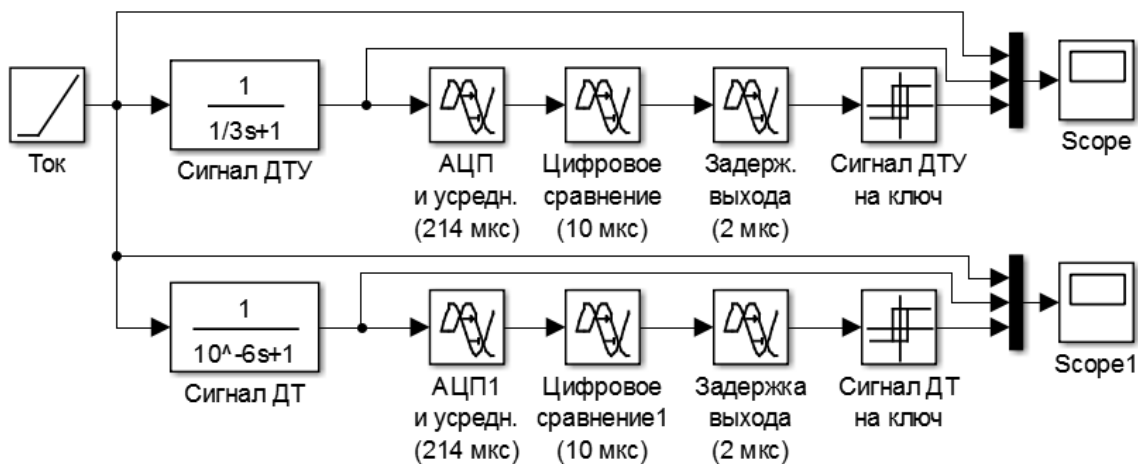 Ток
1
1/3s+1
Сигнал ДТУ
АЦП
и усредн.
(214 мкс)
Цифровое
сравнение
(10 мкс)
Задерж.
выхода
(2 мкс)
Сигнал ДТУ
на ключ
Scope
1
10^-6s+1
Сигнал ДТ
АЦП1
и усредн.
(214 мкс)
Цифровое
сравнение1
(10 мкс)
Задержка
выхода
(2 мкс)
Сигнал ДТ
на ключ
Scope1